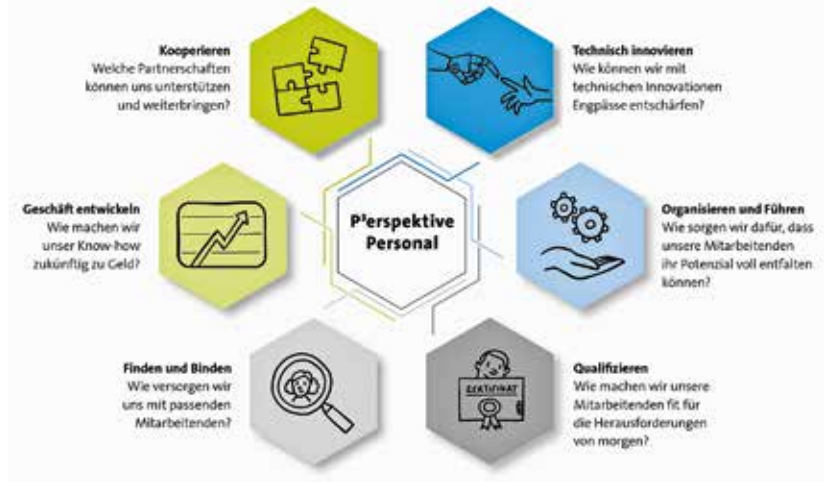 Kooperieren
Welche Partnerschaften
können uns unterstützen
und weiterbringen?
Technisch innovieren
Wie können wir mit
technischen Innovationen
Engpässe entschärfen?
Geschäft entwickeln
Wie machen wir
unser Know-how
zukünftig zu Geld?
P³erspektive
Personal
Organisieren und Führen
Wie sorgen wir dafür, dass
unsere Mitarbeitenden
ihr Potenzial voll entfalten
können?
Finden und Binden
Wie versorgen wir
uns mit passenden
Mitarbeitenden?
ZERTIFIKAT
Qualifizieren
Wie machen wir unsere
Mitarbeitenden fit für
die Herausforderungen
von morgen?